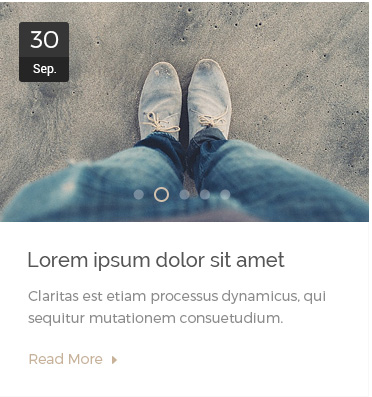 30
Sep.
Lorem ipsum dolor sit amet
Claritas est etiam processus dynamicus, qui
sequitur mutationem consuetudium.
Read More